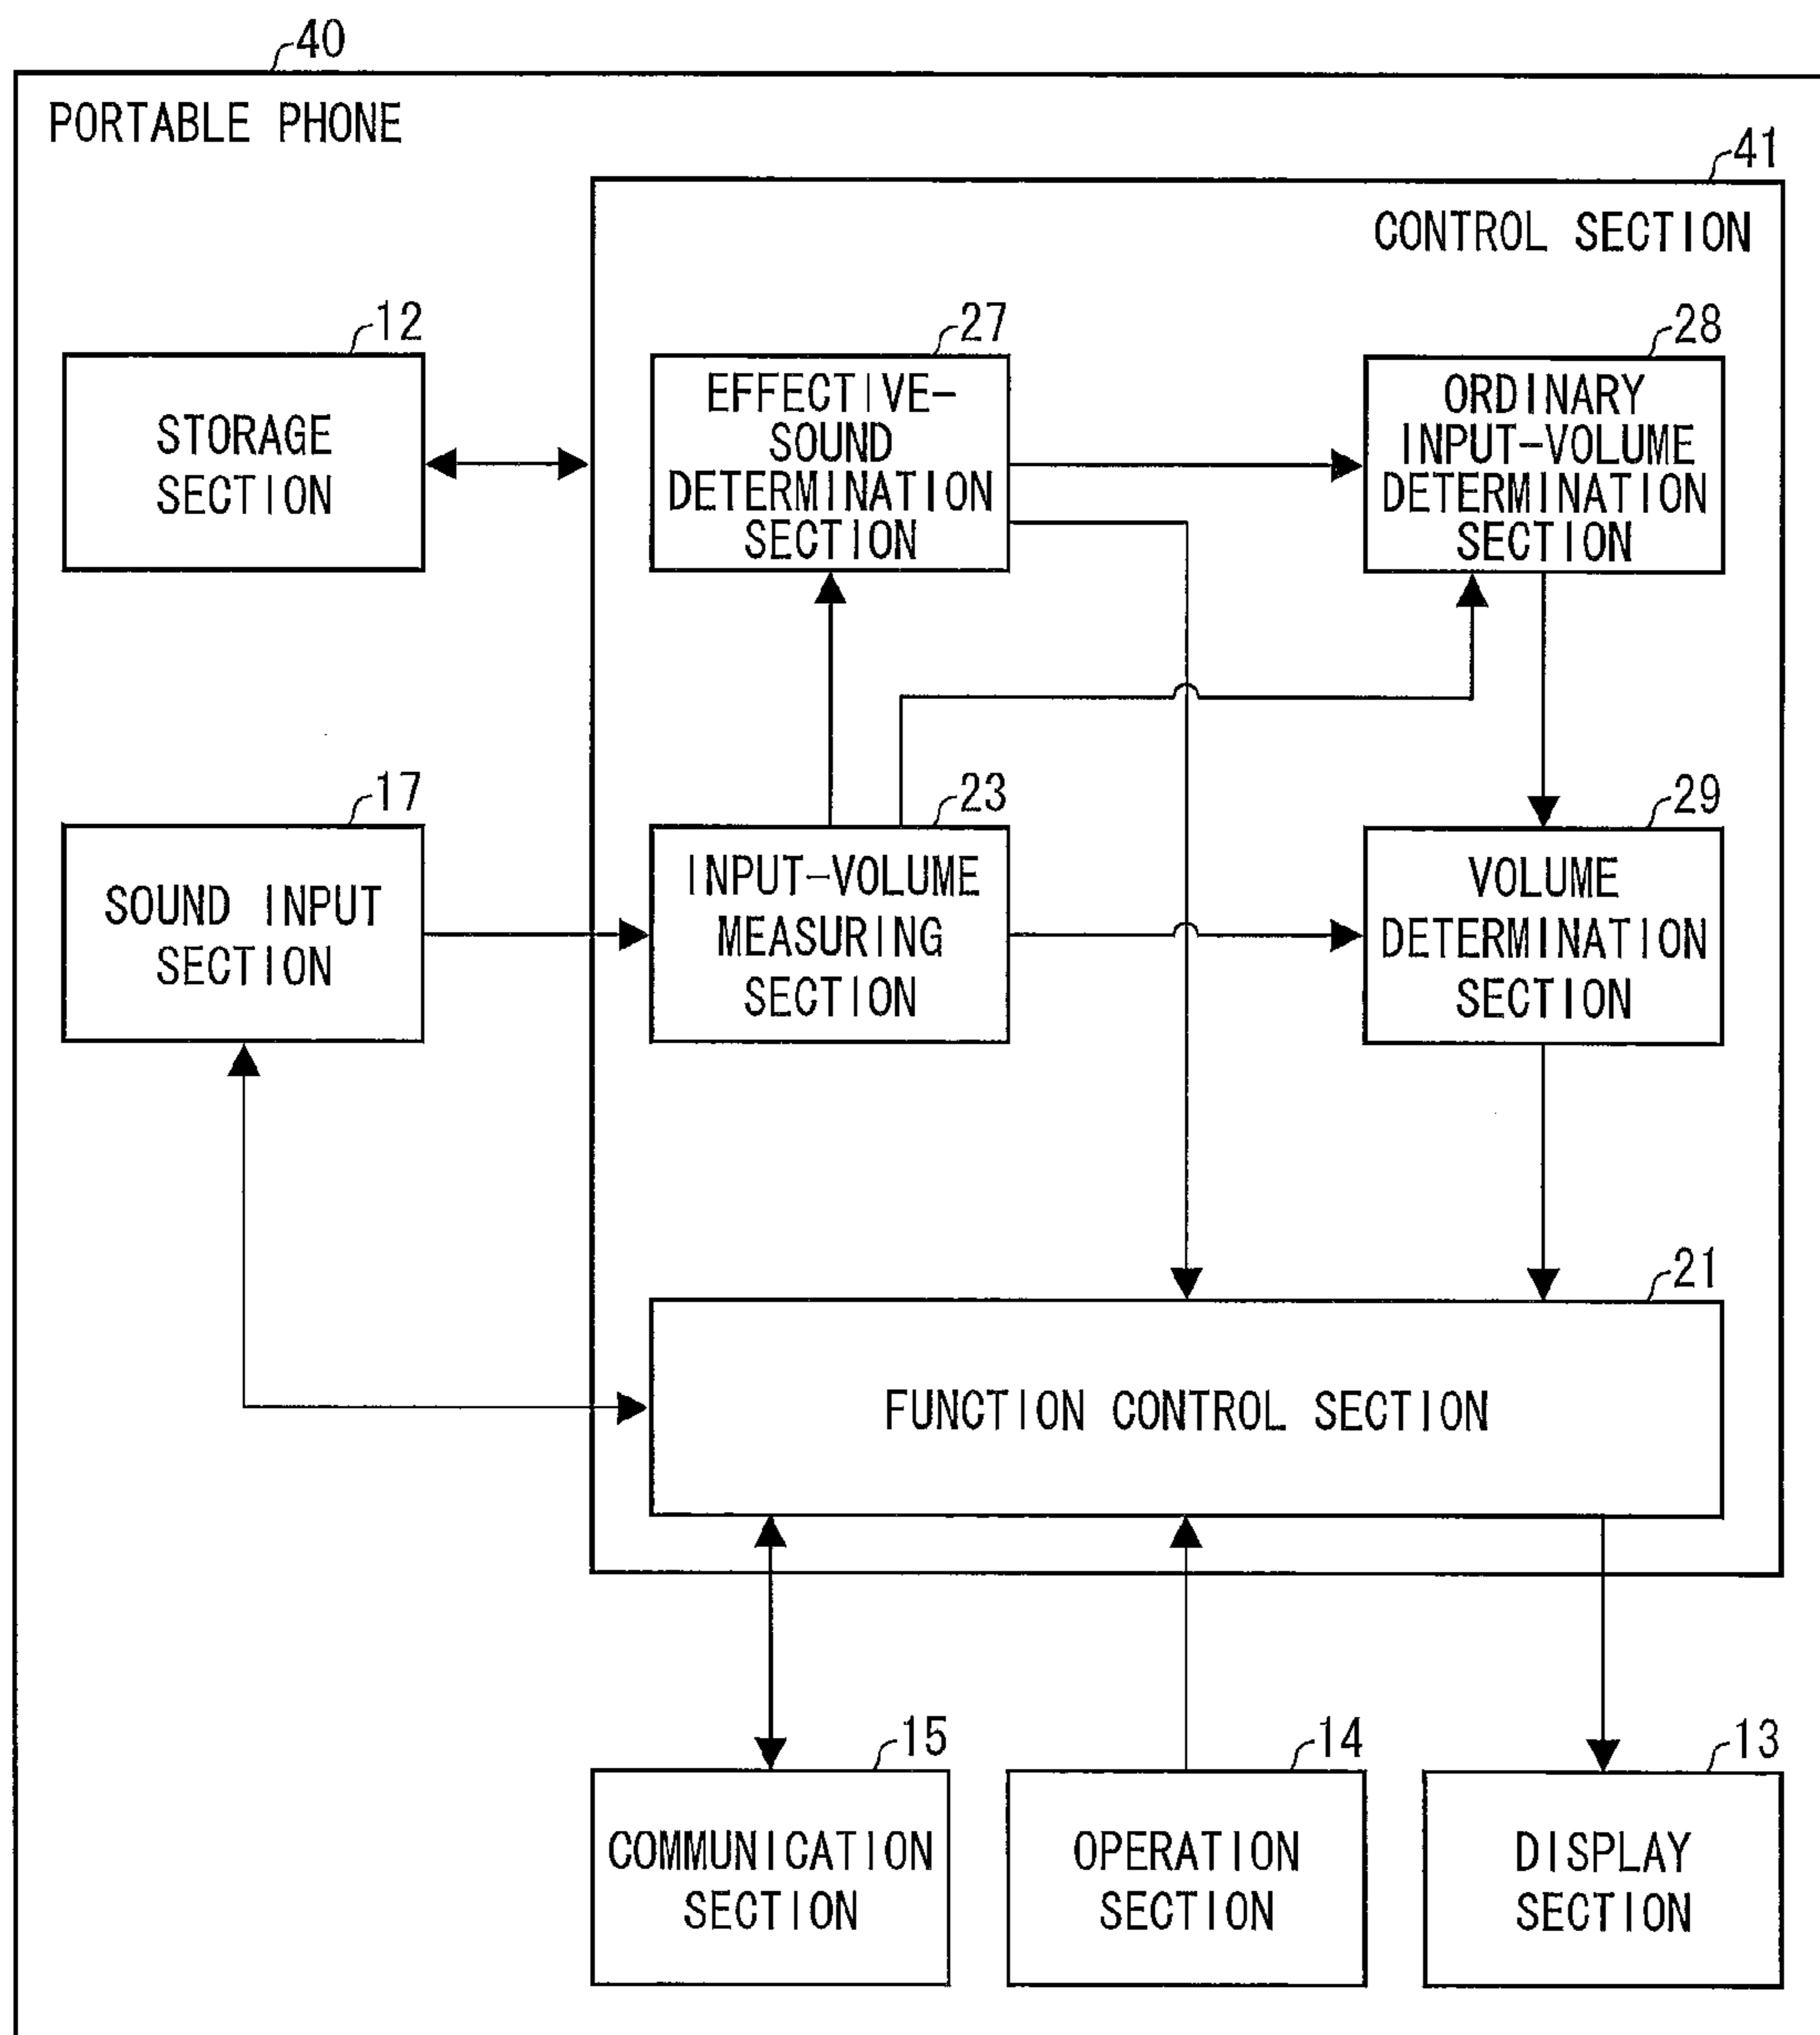 40
PORTABLE PHONE
41
CONTROL SECTION
12
STORAGE
SECTION
27
EFFECTIVE-
SOUND
DETERMINATION
SECTION
28
ORDINARY
INPUT-VOLUME
DETERMINATION
SECTION
17
SOUND INPUT
SECTION
23
INPUT-VOLUME
MEASURING
SECTION
29
VOLUME
DETERMINATION
SECTION
21
FUNCTION CONTROL SECTION
15
COMMUNICATION
SECTION
14
OPERATION
SECTION
13
DISPLAY
SECTION